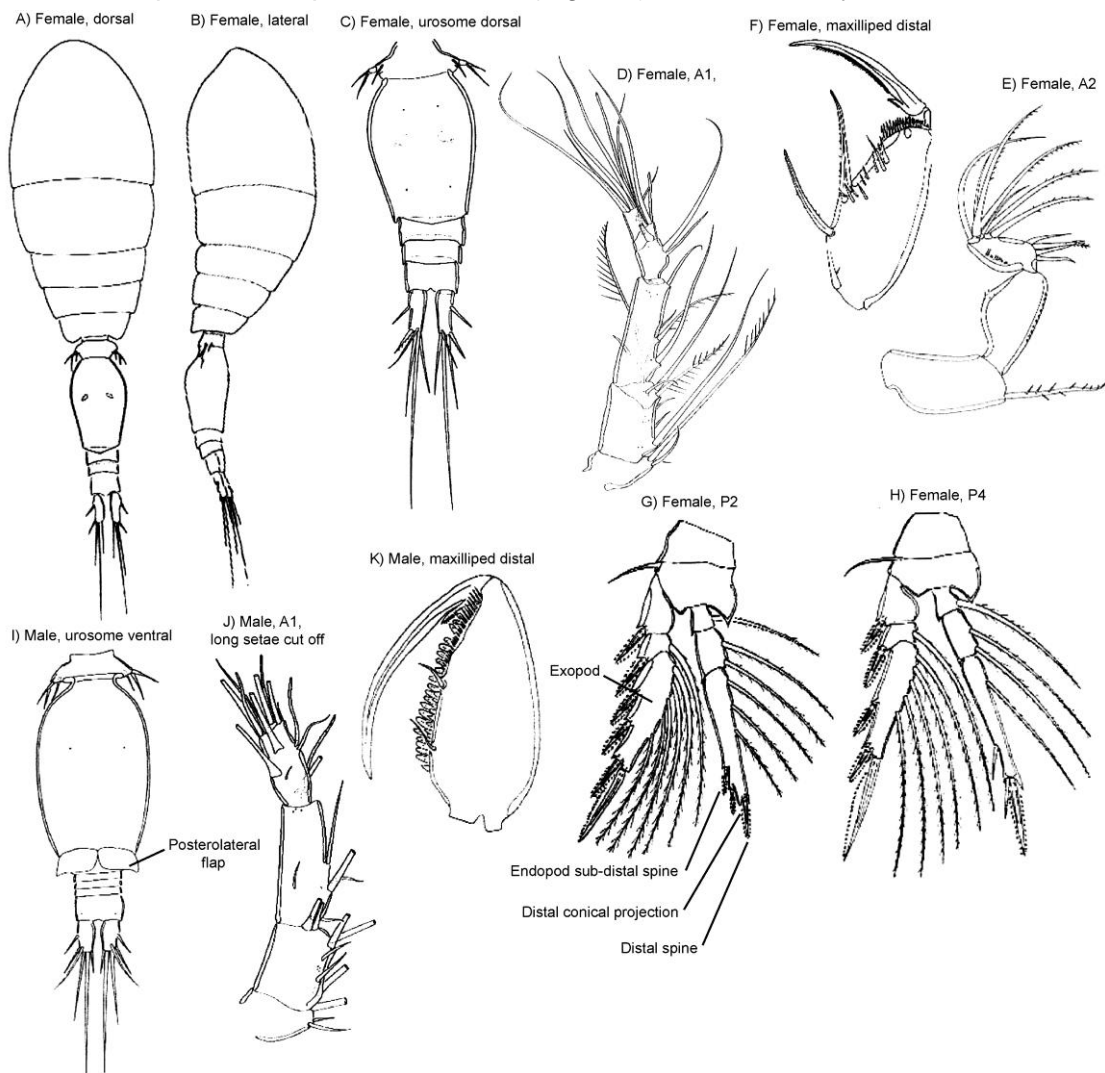 A) Female, dorsal
B) Female, lateral
C) Female, urosome dorsal
D) Female, A1,
F) Female, maxilliped distal
E) Female, A2
G) Female, P2
H) Female, P4
K) Male, maxilliped distal
J) Male, A1,
long setae cut off
I) Male, urosome ventral
Exopod
Posterolateral
flap
Endopod sub-distal spine
Distal conical projection
Distal spine